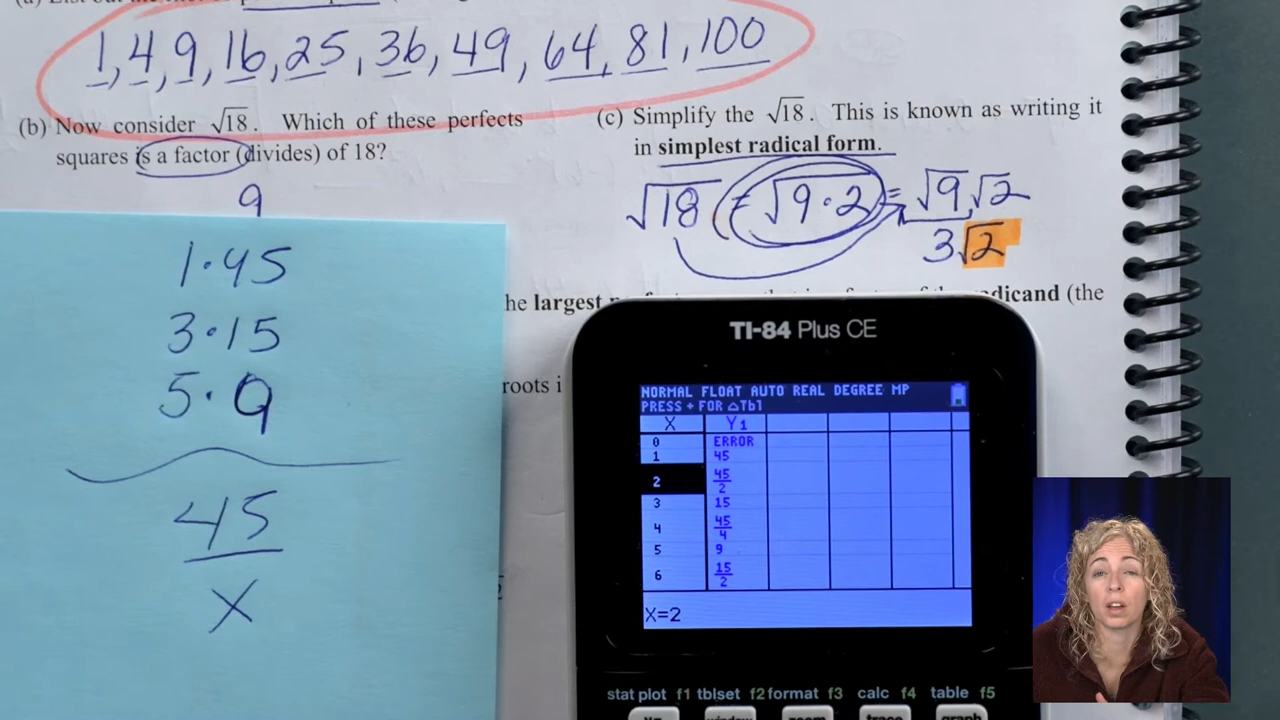 1, 4, 9, 16, 25, 36, 49, 64, 81, 100
(b) Now consider √18. Which of these perfects
squares is a factor (divides) of 18?
9
(c) Simplify the √18. This is known as writing it
in simplest radical form.
√18 = √9·2 = √9 √2
3√2
he largest
dicand (the
roots i
1·45
3·15
5·9
45
x
TI-84 Plus CE
NORMAL FLOAT AUTO REAL DEGREE MP
PRESS + FOR △Tbl
X Y1
0 ERROR
1 45
2 45/2
3 15
4 45/4
5 9
6 15/2
X=2
stat plot f1 tblset f2 format f3 calc f4 table f5
y=
window
zoom
trace
graph